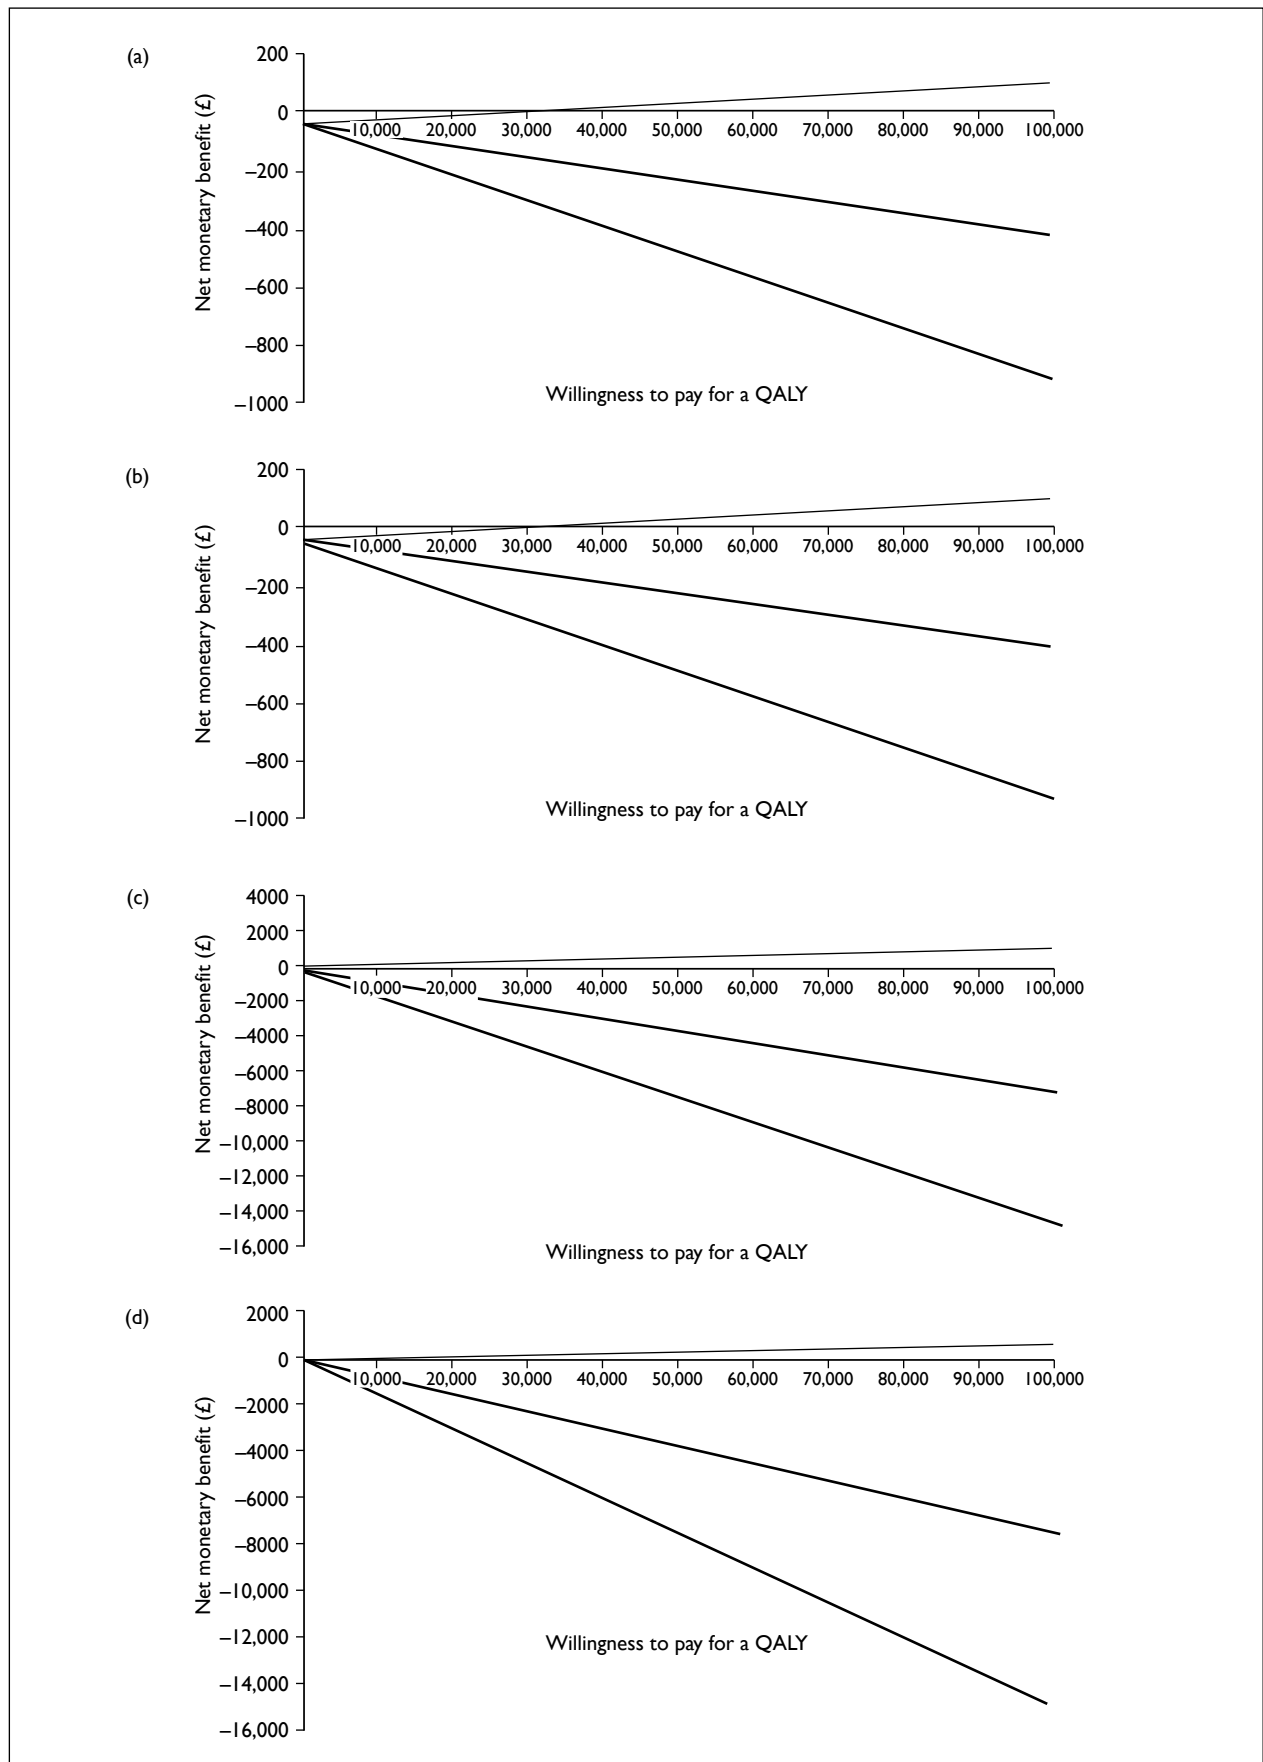 (a)
Net monetary benefit (£)
200
0
–200
–400
–600
–800
–1000
10,000 20,000 30,000 40,000 50,000 60,000 70,000 80,000 90,000 100,000
Willingness to pay for a QALY
(b)
Net monetary benefit (£)
200
0
–200
–400
–600
–800
–1000
10,000 20,000 30,000 40,000 50,000 60,000 70,000 80,000 90,000 100,000
Willingness to pay for a QALY
(c)
Net monetary benefit (£)
4000
2000
0
–2000
–4000
–6000
–8000
–10,000
–12,000
–14,000
–16,000
10,000 20,000 30,000 40,000 50,000 60,000 70,000 80,000 90,000 100,000
Willingness to pay for a QALY
(d)
Net monetary benefit (£)
2000
0
–2000
–4000
–6000
–8000
–10,000
–12,000
–14,000
–16,000
10,000 20,000 30,000 40,000 50,000 60,000 70,000 80,000 90,000 100,000
Willingness to pay for a QALY